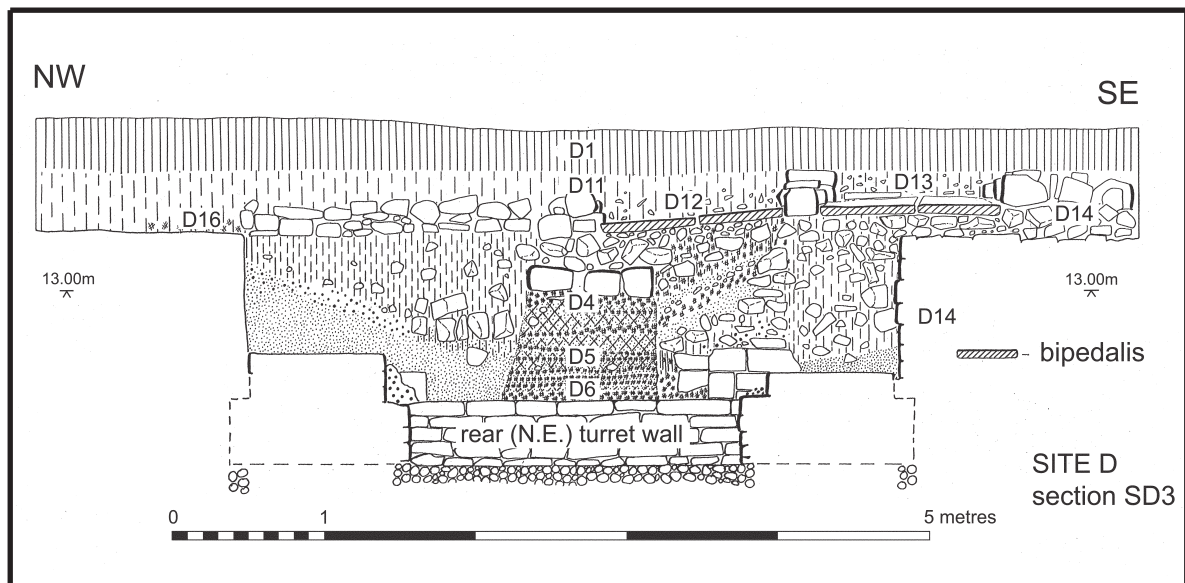 NW
SE
D1
D11
D12
D13
D16
D14
13.00m
13.00m
D4
D14
D5
bipedalis
D6
rear (N.E.) turret wall
SITE D
section SD3
0 1 5 metres